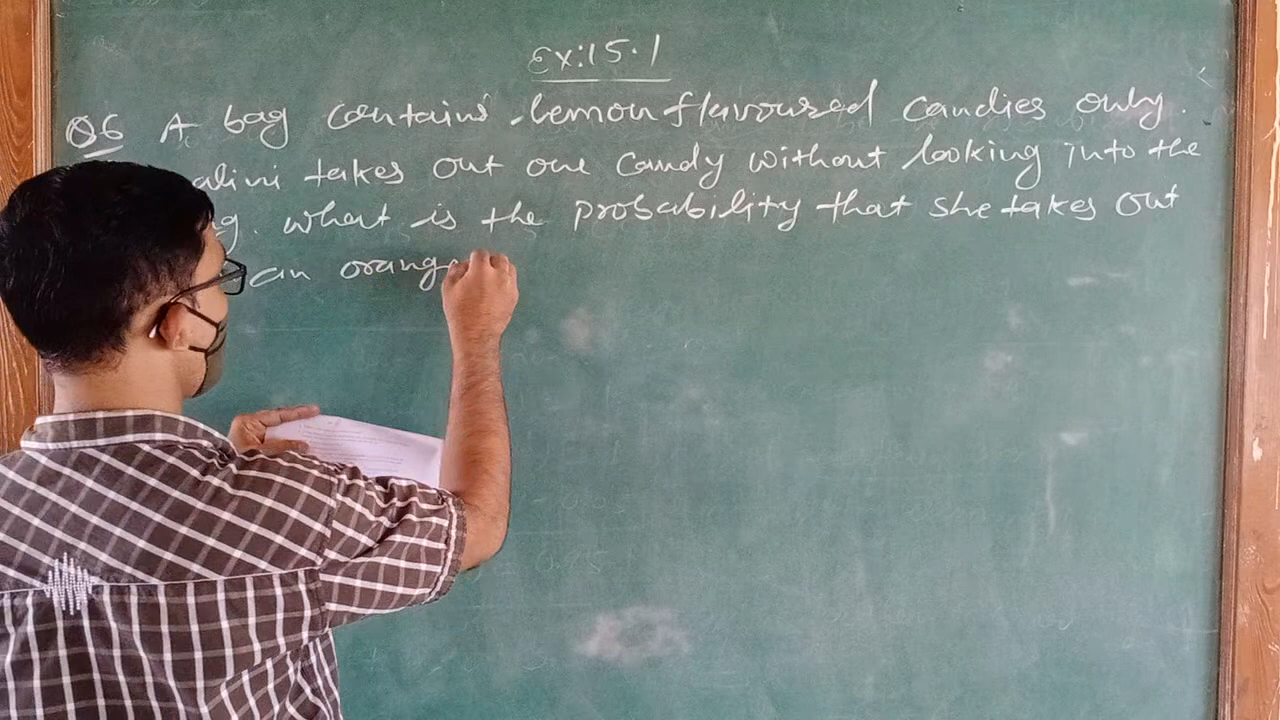 Ex:15.1
Q6 A bag contains lemon flavoured candies only.
alini takes out one candy without looking into the
g. what is the probability that she takes out
an orang